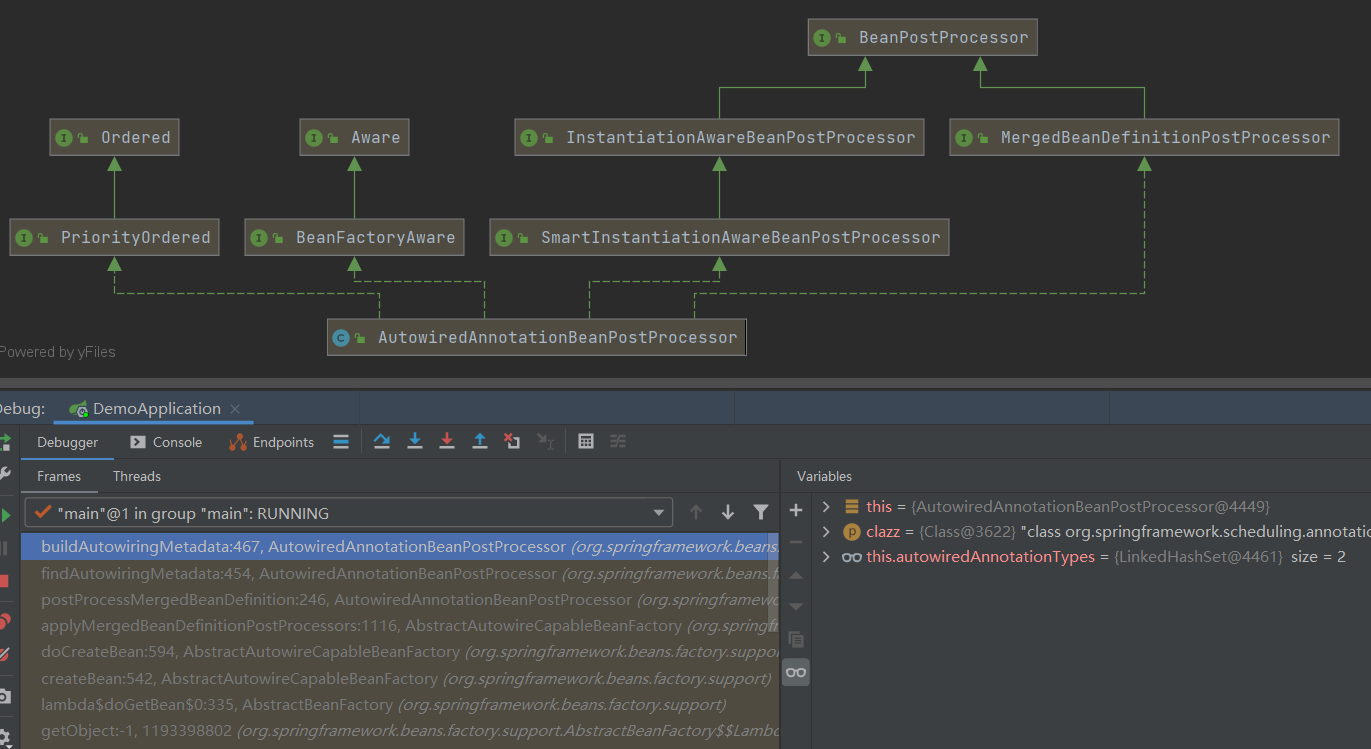 BeanPostProcessor
Ordered
Aware
InstantiationAwareBeanPostProcessor
MergedBeanDefinitionPostProcessor
PriorityOrdered
BeanFactoryAware
SmartInstantiationAwareBeanPostProcessor
AutowiredAnnotationBeanPostProcessor
Powered by yFiles
Debug: DemoApplication
Debugger Console Endpoints
Frames Threads
Variables
"main"@1 in group "main": RUNNING
buildAutowiringMetadata:467, AutowiredAnnotationBeanPostProcessor (org.springframework.beans.
findAutowiringMetadata:454, AutowiredAnnotationBeanPostProcessor (org.springframework.beans.f
postProcessMergedBeanDefinition:246, AutowiredAnnotationBeanPostProcessor (org.springframewo
applyMergedBeanDefinitionPostProcessors:1116, AbstractAutowireCapableBeanFactory (org.springf
doCreateBean:594, AbstractAutowireCapableBeanFactory (org.springframework.beans.factory.suppo
createBean:542, AbstractAutowireCapableBeanFactory (org.springframework.beans.factory.support)
lambda$doGetBean$0:335, AbstractBeanFactory (org.springframework.beans.factory.support)
getObject:-1, 1193398802 (org.springframework.beans.factory.support.AbstractBeanFactory$$Lambd
this = {AutowiredAnnotationBeanPostProcessor@4449}
clazz = {Class@3622} "class org.springframework.scheduling.annotatio
this.autowiredAnnotationTypes = {LinkedHashSet@4461} size = 2